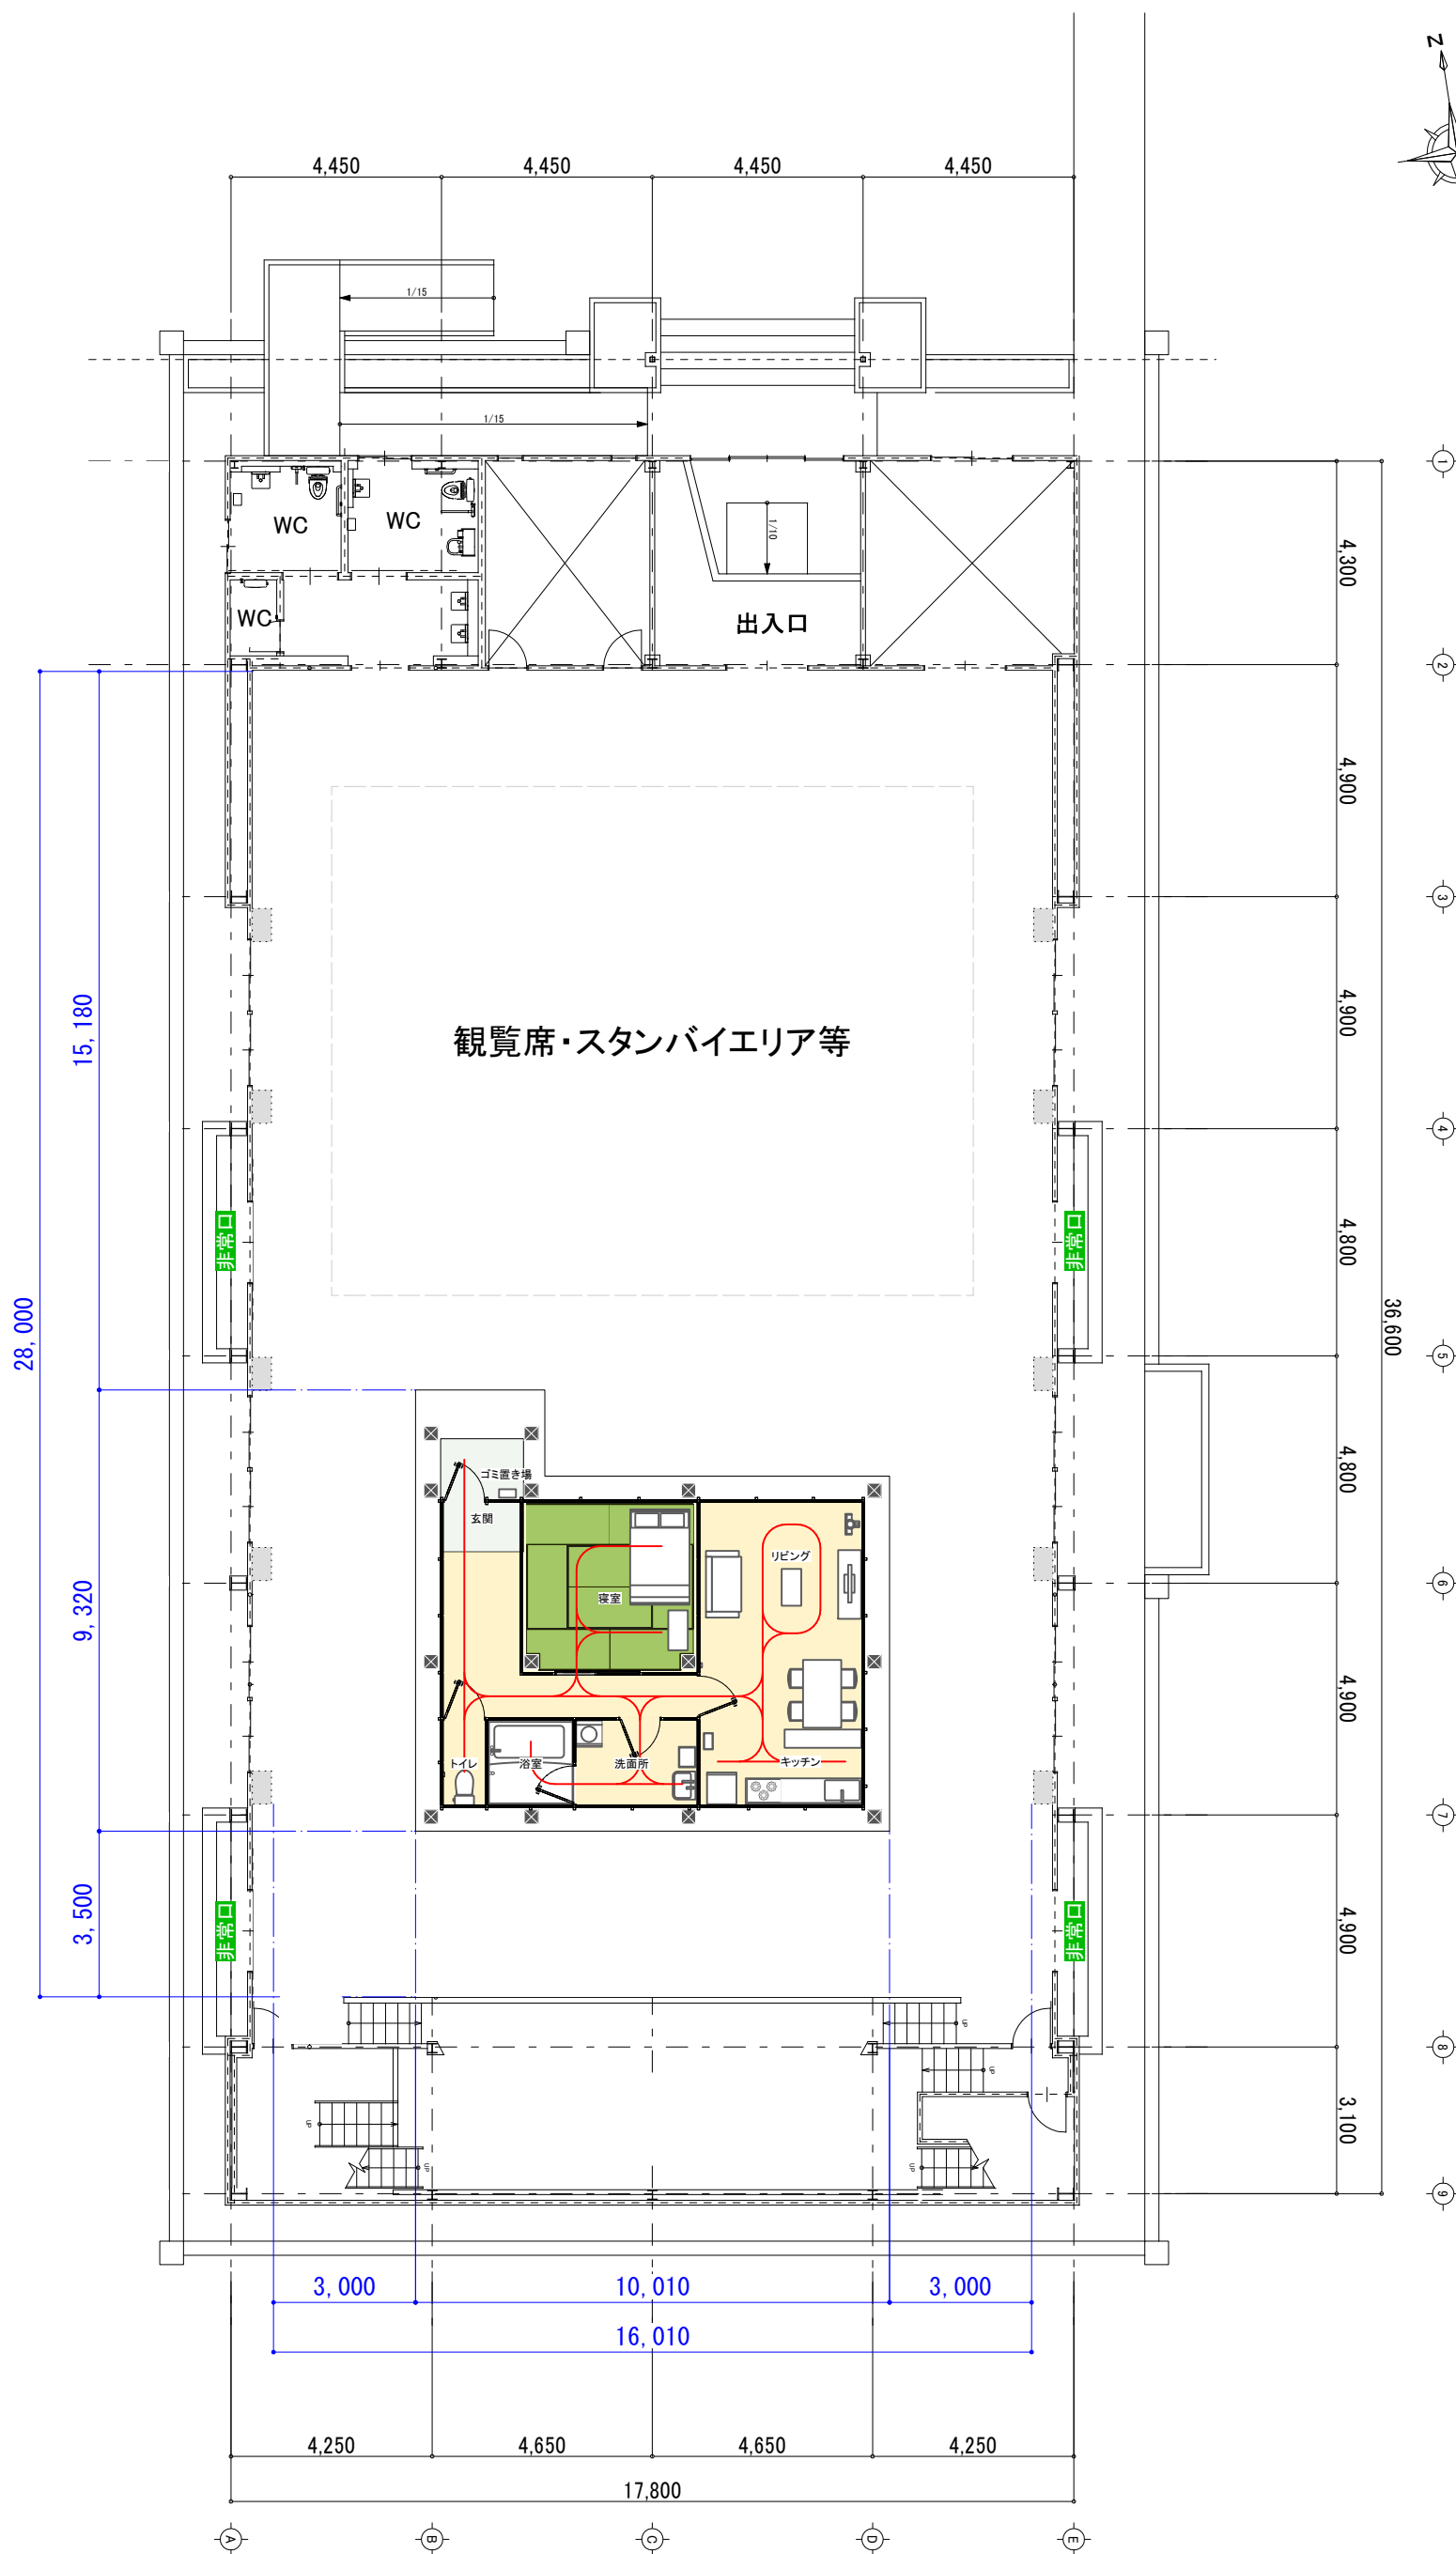 Z
4,450
4,450
4,450
4,450
1/15
1/15
1
WC
WC
1/10
4,300
WC
出入口
2
4,900
3
15,180
観覧席・スタンバイエリア等
4,900
4
非常口
非常口
4,800
28,000
36,600
5
ゴミ置き場
4,800
玄関
リビング
6
寝室
9,320
4,900
トイレ
浴室
洗面所
キッチン
7
3,500
非常口
非常口
4,900
UP
UP
8
UP
UP
3,100
UP
UP
9
3,000
10,010
3,000
16,010
4,250
4,650
4,650
4,250
17,800
A
B
C
D
E